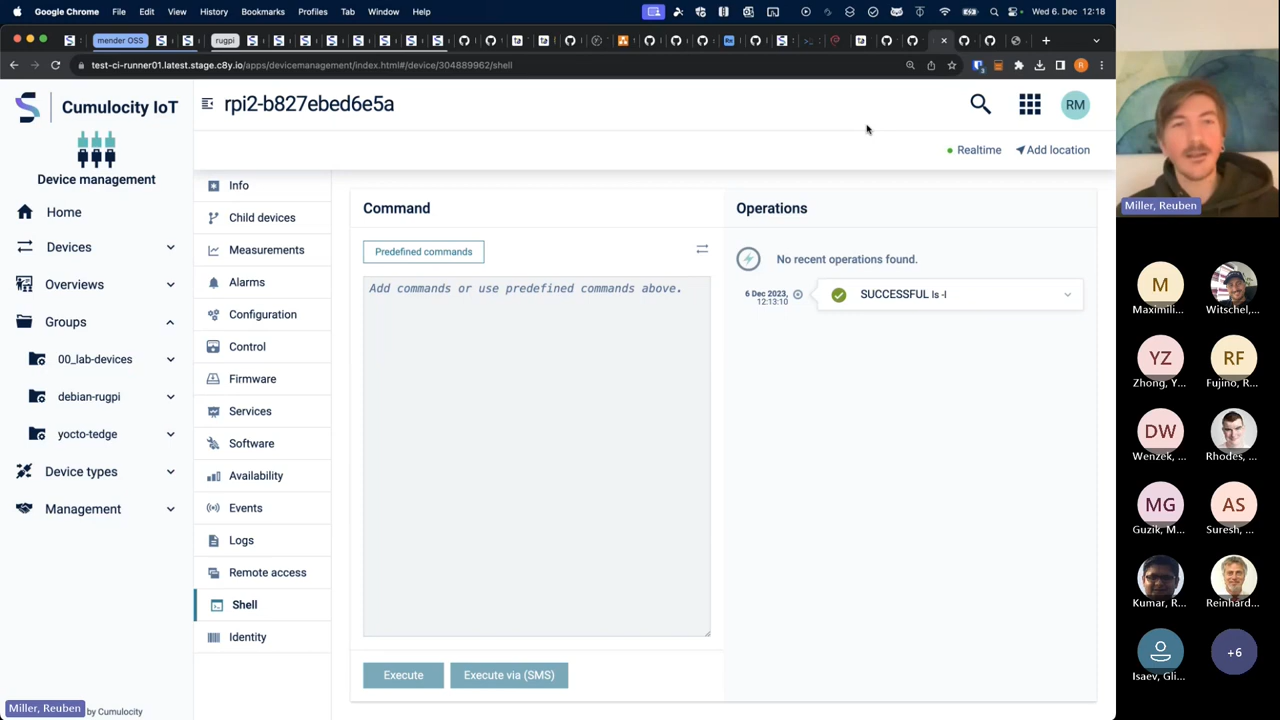 Google Chrome File Edit View History Bookmarks Profiles Tab Window Help
Wed 6. Dec 12:18
mender OSS
rugpi
test-ci-runner01.latest.stage.c8y.io/apps/devicemanagement/index.html#/device/304889962/shell
R
S Cumulocity IoT
rpi2-b827ebed6e5a
RM
Device management
Realtime
Add location
Home
Devices
Overviews
Groups
00_lab-devices
debian-rugpi
yocto-tedge
Device types
Management
by Cumulocity
Info
Child devices
Measurements
Alarms
Configuration
Control
Firmware
Services
Software
Availability
Events
Logs
Remote access
Shell
Identity
Command
Predefined commands
Add commands or use predefined commands above.
Execute
Execute via (SMS)
Operations
No recent operations found.
6 Dec 2023,
12:13:10
SUCCESSFUL ls -l
Miller, Reuben
Miller, Reuben
M
Maximili...
Witschel,...
YZ
Zhong, Y...
RF
Fujino, R...
DW
Wenzek, ...
Rhodes, ...
MG
Guzik, M...
AS
Suresh, ...
Kumar, R...
Reinhard...
Isaev, Gli...
+6